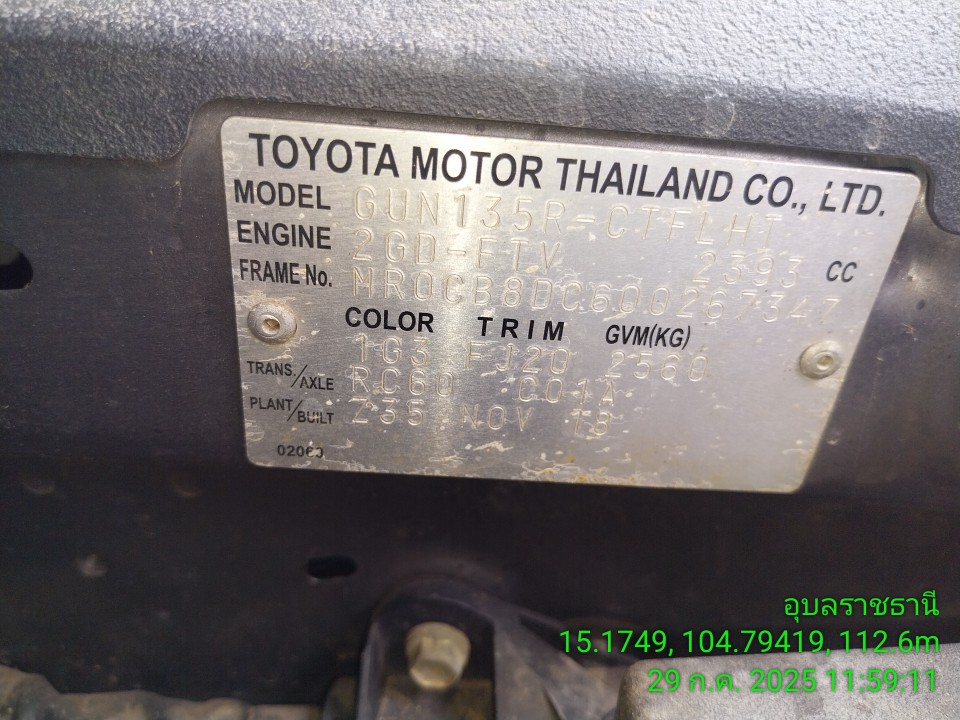 TOYOTA MOTOR THAILAND CO., LTD.
MODEL GUN135R-CTFLHT
ENGINE 2GD-FTV 2393 CC
FRAME No. MR0CB8DC600267347
COLOR TRIM GVM(KG)
1G3 FJ20 2560
TRANS./AXLE RC60 C01A
PLANT/BUILT Z35 NOV 18
02060
อุบลราชธานี
15.1749, 104.79419, 112.6m
29 ก.ค. 2025 11:59:11